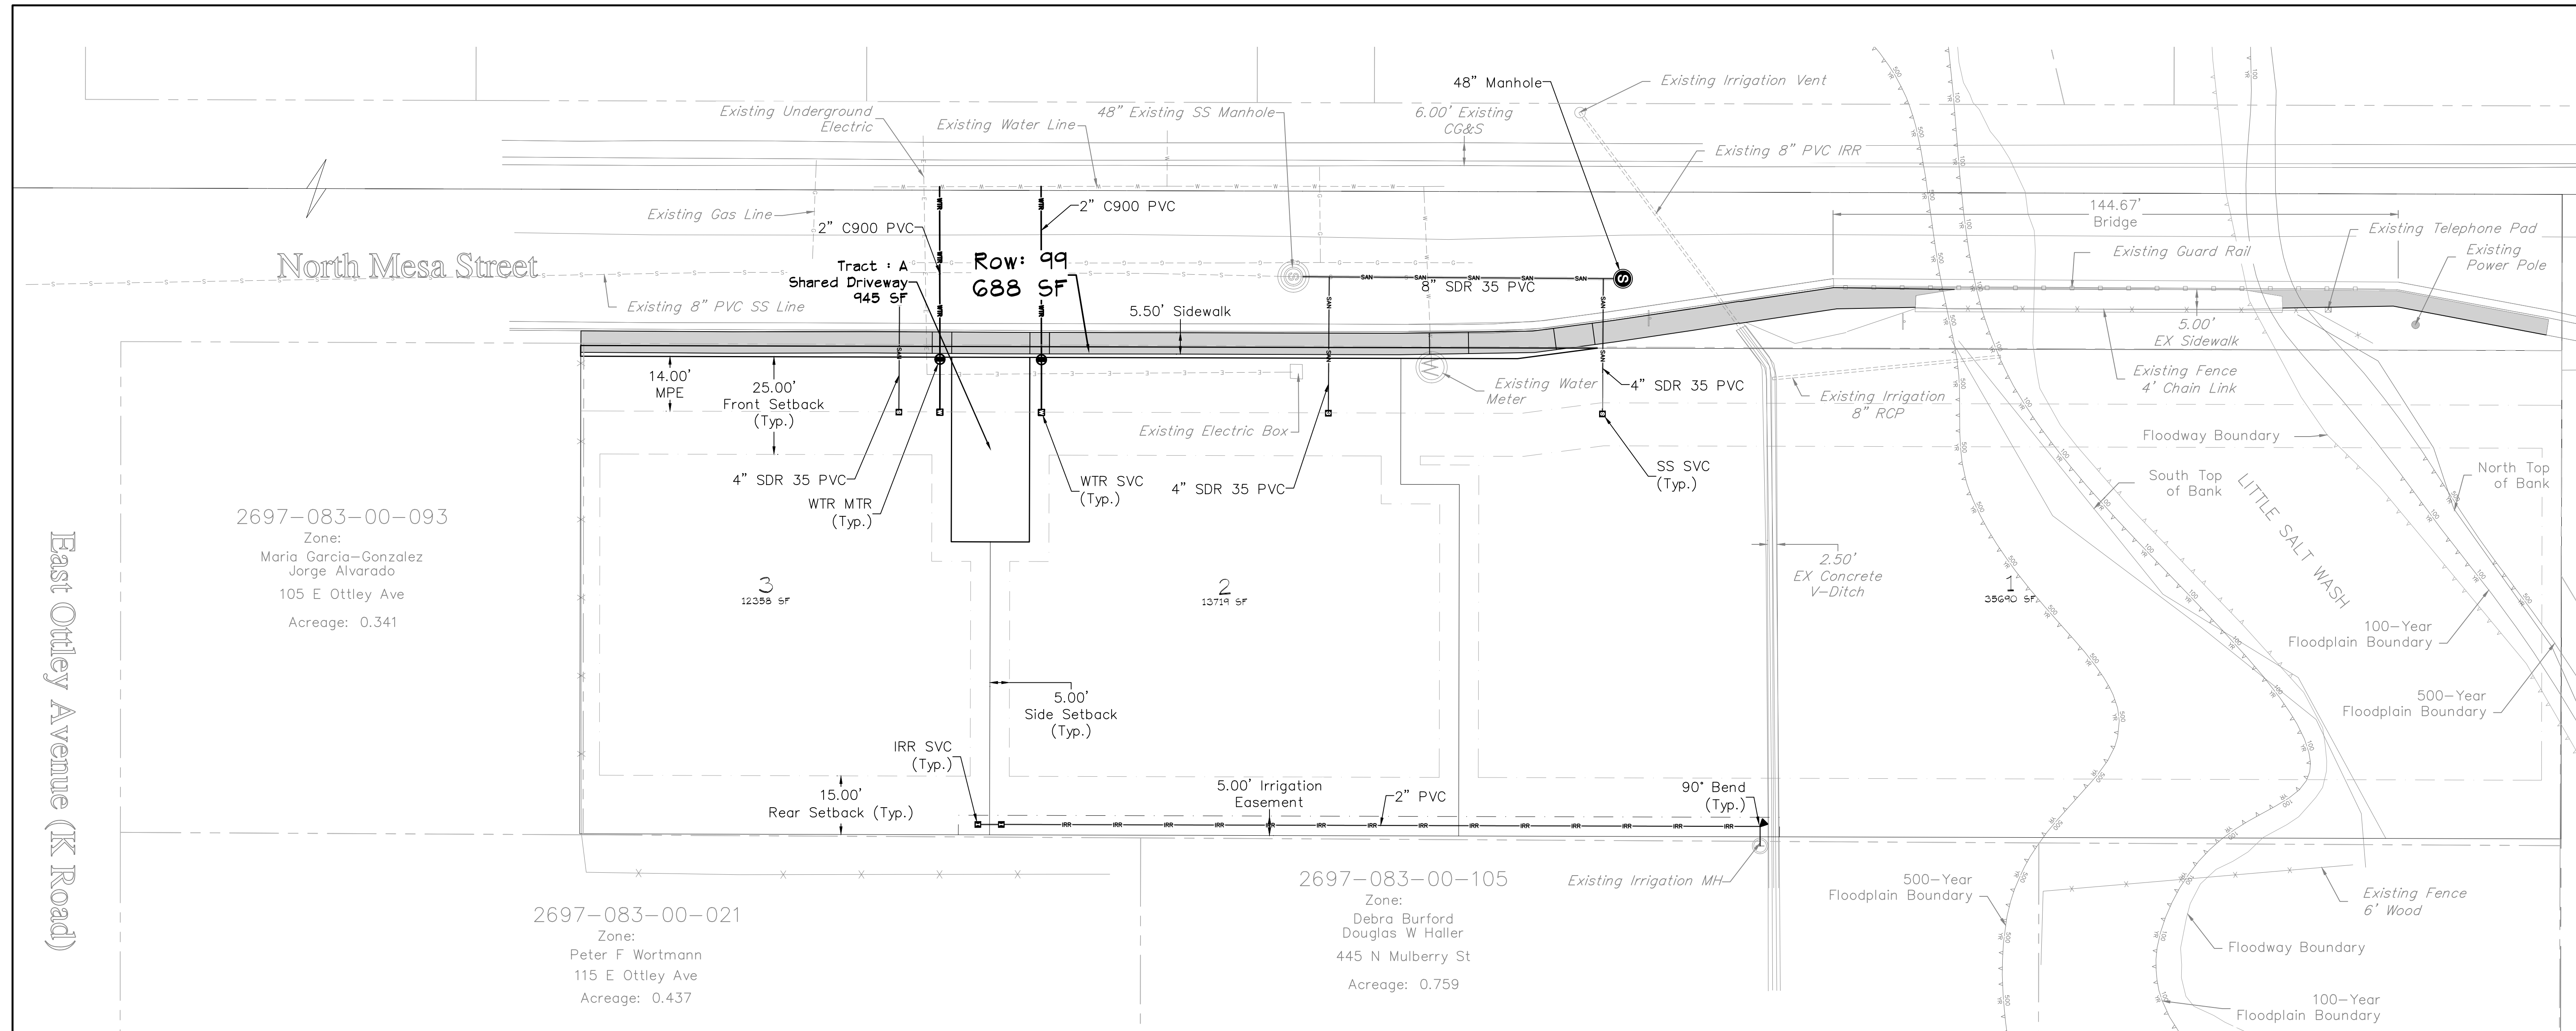 48" Manhole
Existing Irrigation Vent
Existing Underground
Electric
Existing Water Line
48" Existing SS Manhole
6.00' Existing
CG&S
Existing 8" PVC IRR
Existing Gas Line
2" C900 PVC
2" C900 PVC
144.67'
Bridge
Existing Telephone Pad
Existing
Power Pole
Existing Guard Rail
North Mesa Street
Tract : A
Shared Driveway
945 SF
Row: 99
688 SF
8" SDR 35 PVC
Existing 8" PVC SS Line
5.50' Sidewalk
5.00'
EX Sidewalk
14.00'
MPE
25.00'
Front Setback
(Typ.)
Existing Water
Meter
4" SDR 35 PVC
Existing Irrigation
8" RCP
Existing Fence
4' Chain Link
Existing Electric Box
Floodway Boundary
4" SDR 35 PVC
WTR MTR
(Typ.)
WTR SVC
(Typ.)
4" SDR 35 PVC
SS SVC
(Typ.)
South Top
of Bank
LITTLE SALT WASH
North Top
of Bank
2697-083-00-093
Zone:
Maria Garcia-Gonzalez
Jorge Alvarado
105 E Ottley Ave
Acreage: 0.341
East Ottley Avenue (IK Road)
3
12358 SF
2
13719 SF
2.50'
EX Concrete
V-Ditch
1
35690 SF
100-Year
Floodplain Boundary
500-Year
Floodplain Boundary
5.00'
Side Setback
(Typ.)
IRR SVC
(Typ.)
15.00'
Rear Setback (Typ.)
5.00' Irrigation
Easement
2" PVC
90° Bend
(Typ.)
Existing Irrigation MH
2697-083-00-021
Zone:
Peter F Wortmann
115 E Ottley Ave
Acreage: 0.437
2697-083-00-105
Zone:
Debra Burford
Douglas W Haller
445 N Mulberry St
Acreage: 0.759
500-Year
Floodplain Boundary
Existing Fence
6' Wood
Floodway Boundary
100-Year
Floodplain Boundary